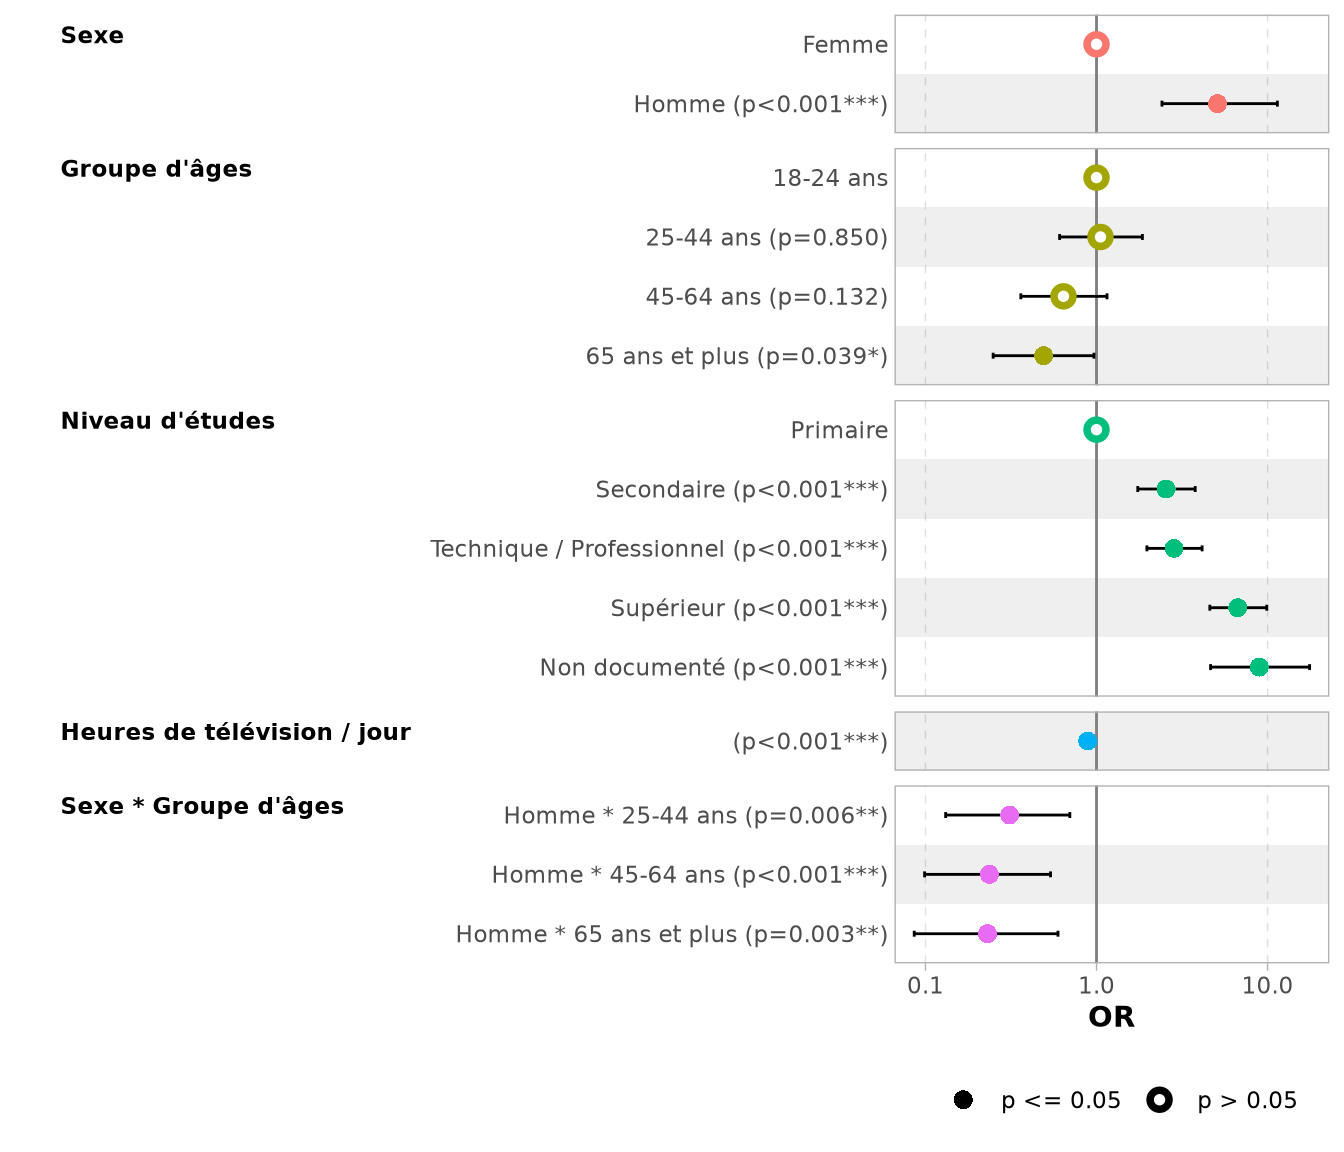 Sexe
Femme
Homme (p<0.001***)
Groupe d'âges
18-24 ans
25-44 ans (p=0.850)
45-64 ans (p=0.132)
65 ans et plus (p=0.039*)
Niveau d'études
Primaire
Secondaire (p<0.001***)
Technique / Professionnel (p<0.001***)
Supérieur (p<0.001***)
Non documenté (p<0.001***)
Heures de télévision / jour
(p<0.001***)
Sexe * Groupe d'âges
Homme * 25-44 ans (p=0.006**)
Homme * 45-64 ans (p<0.001***)
Homme * 65 ans et plus (p=0.003**)
0.1 1.0 10.0
OR
p <= 0.05 p > 0.05